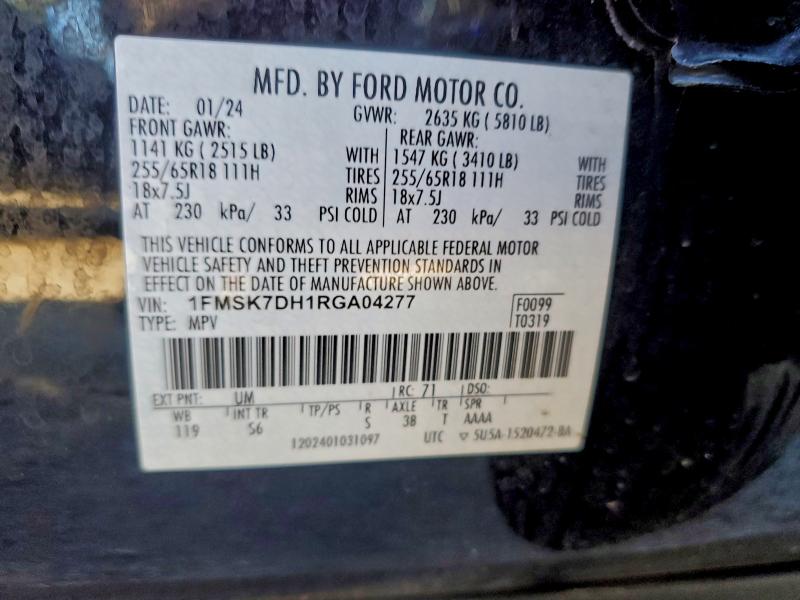 MFD. BY FORD MOTOR CO.
DATE: 01/24 GVWR: 2635 KG ( 5810 LB)
FRONT GAWR: REAR GAWR:
1141 KG ( 2515 LB) WITH 1547 KG ( 3410 LB) WITH
255/65R18 111H TIRES 255/65R18 111H TIRES
18x7.5J RIMS 18x7.5J RIMS
AT 230 kPa/ 33 PSI COLD AT 230 kPa/ 33 PSI COLD
THIS VEHICLE CONFORMS TO ALL APPLICABLE FEDERAL MOTOR
VEHICLE SAFETY AND THEFT PREVENTION STANDARDS IN
EFFECT ON THE DATE OF MANUFACTURE SHOWN ABOVE.
VIN: 1FMSK7DH1RGA04277 F0099
TYPE: MPV T0319
EXT PNT: UM RC: 71 DSO:
WB INT TR TP/PS R AXLE TR SPR
119 S6 S 38 T AAAA
1202401031097 UTC ▽ 5U5A-1520472-BA